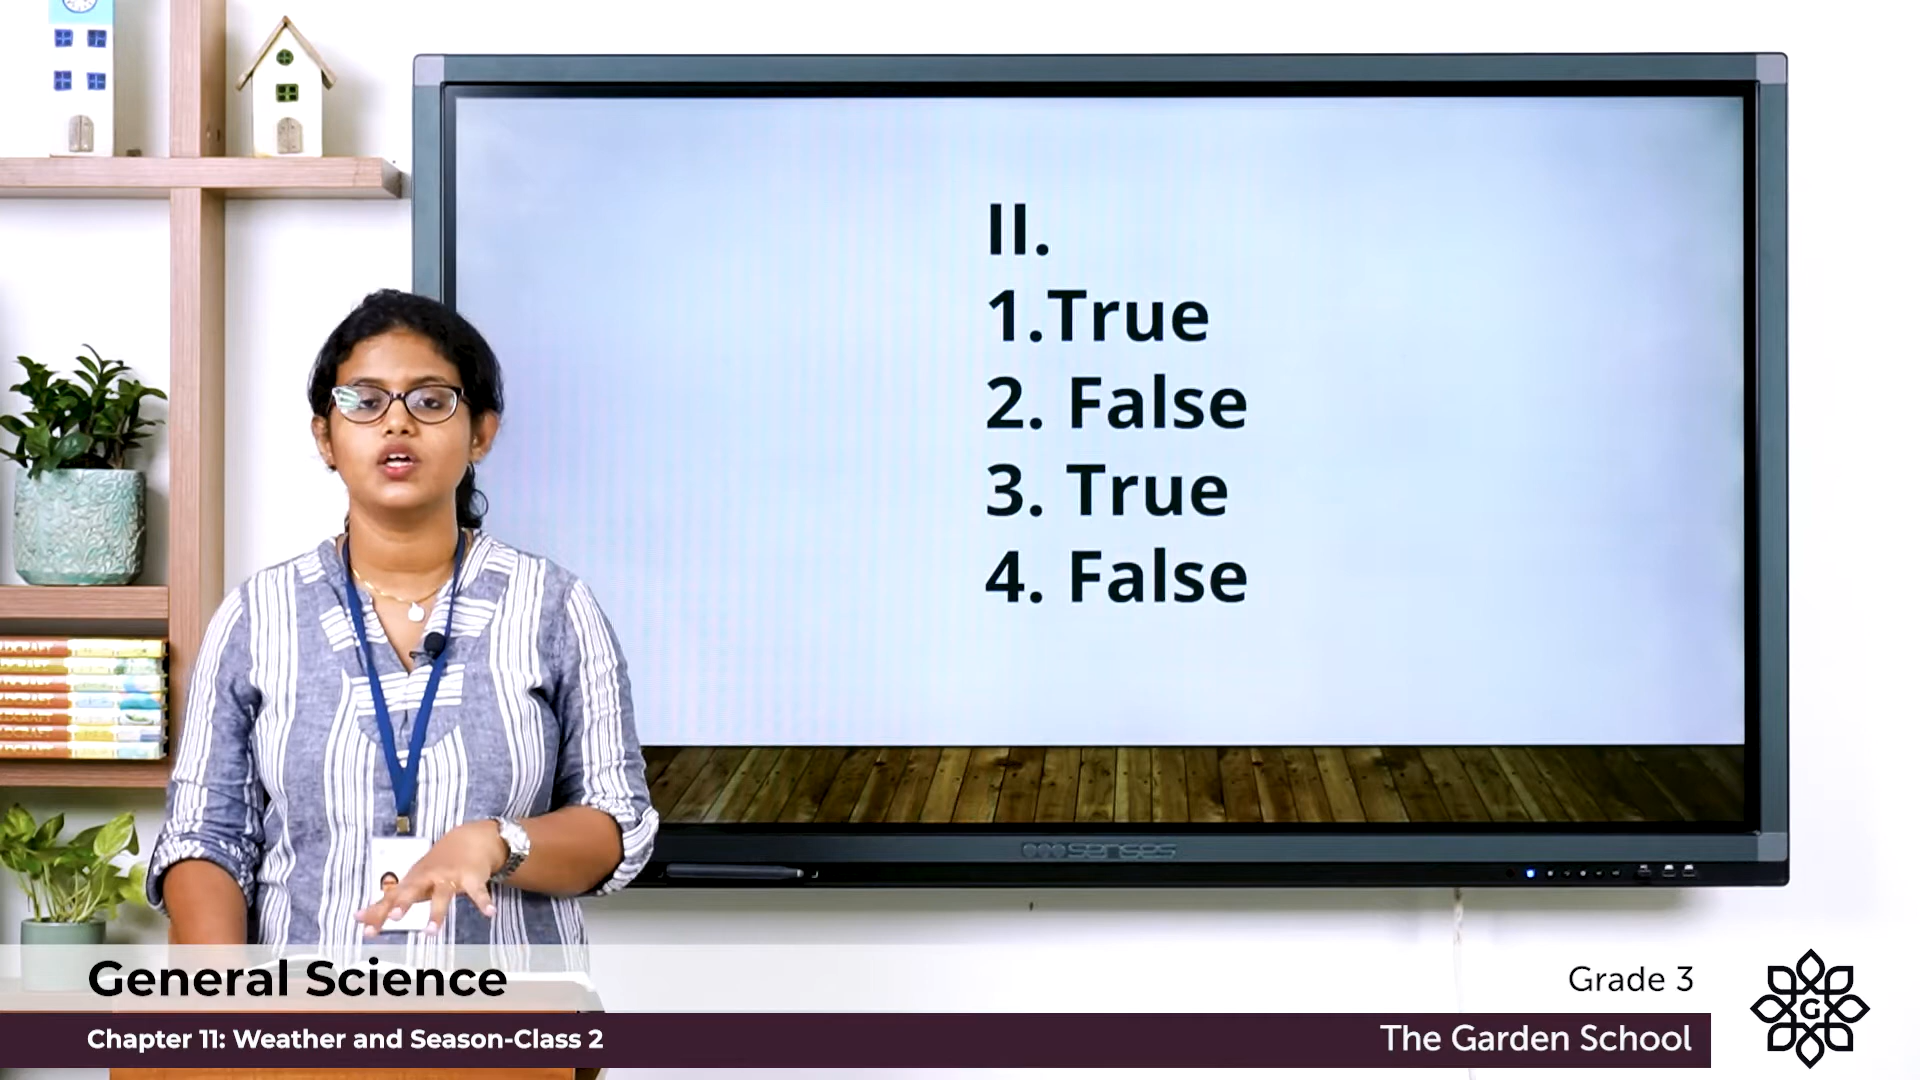 II.
1.True
2. False
3. True
4. False
senses
General Science
Grade 3
Chapter 11: Weather and Season-Class 2
The Garden School
G